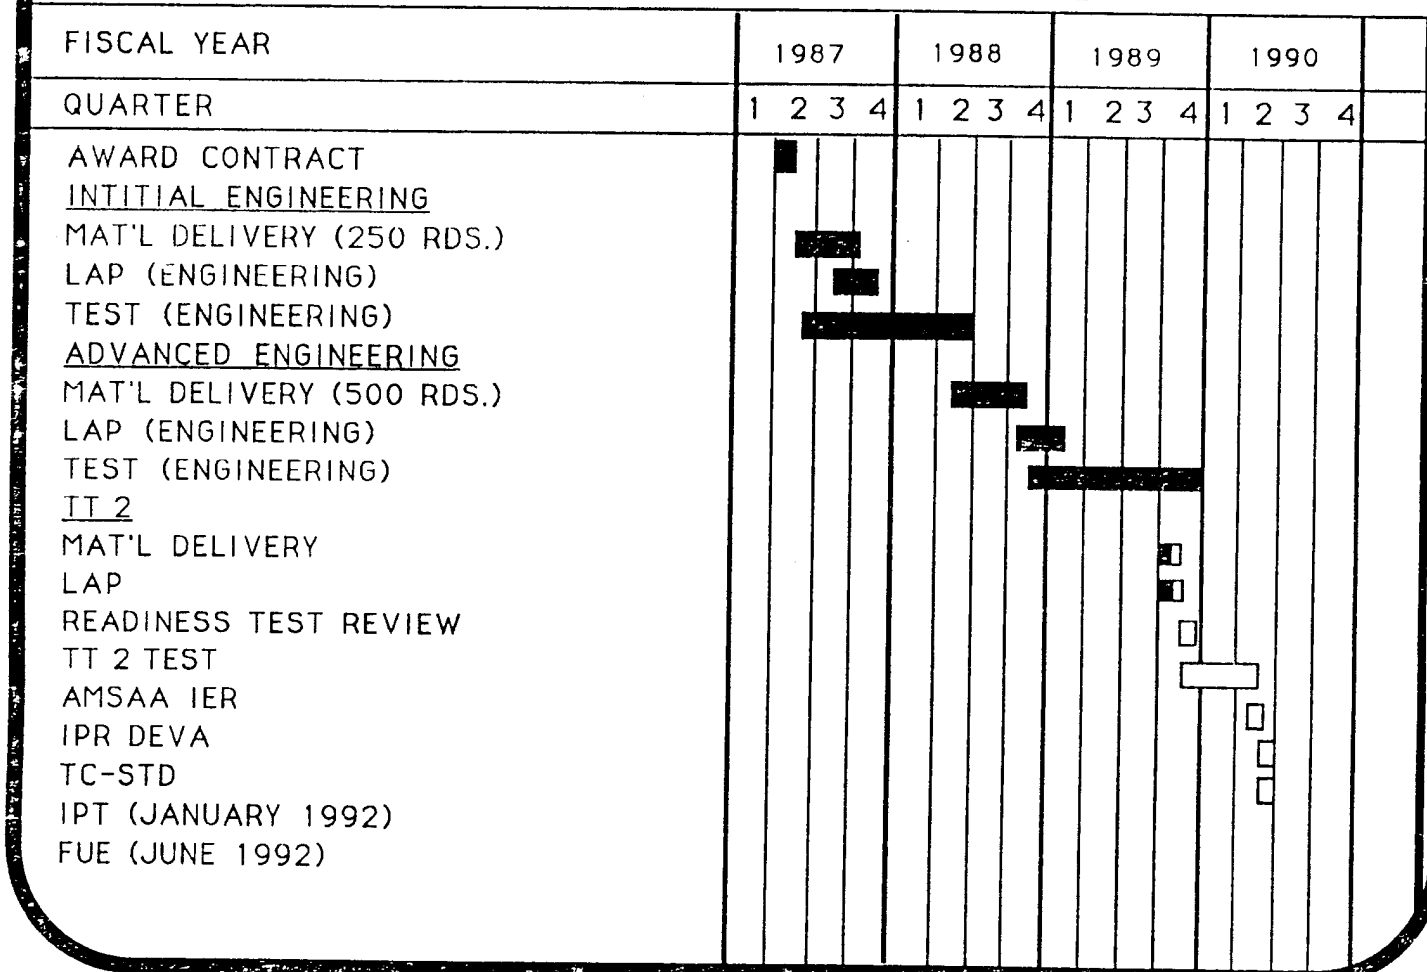 FISCAL YEAR 1987 1988 1989 1990
QUARTER 1 2 3 4 1 2 3 4 1 2 3 4 1 2 3 4
AWARD CONTRACT
INTITIAL ENGINEERING
MAT'L DELIVERY (250 RDS.)
LAP (ENGINEERING)
TEST (ENGINEERING)
ADVANCED ENGINEERING
MAT'L DELIVERY (500 RDS.)
LAP (ENGINEERING)
TEST (ENGINEERING)
TT 2
MAT'L DELIVERY
LAP
READINESS TEST REVIEW
TT 2 TEST
AMSAA IER
IPR DEVA
TC-STD
IPT (JANUARY 1992)
FUE (JUNE 1992)